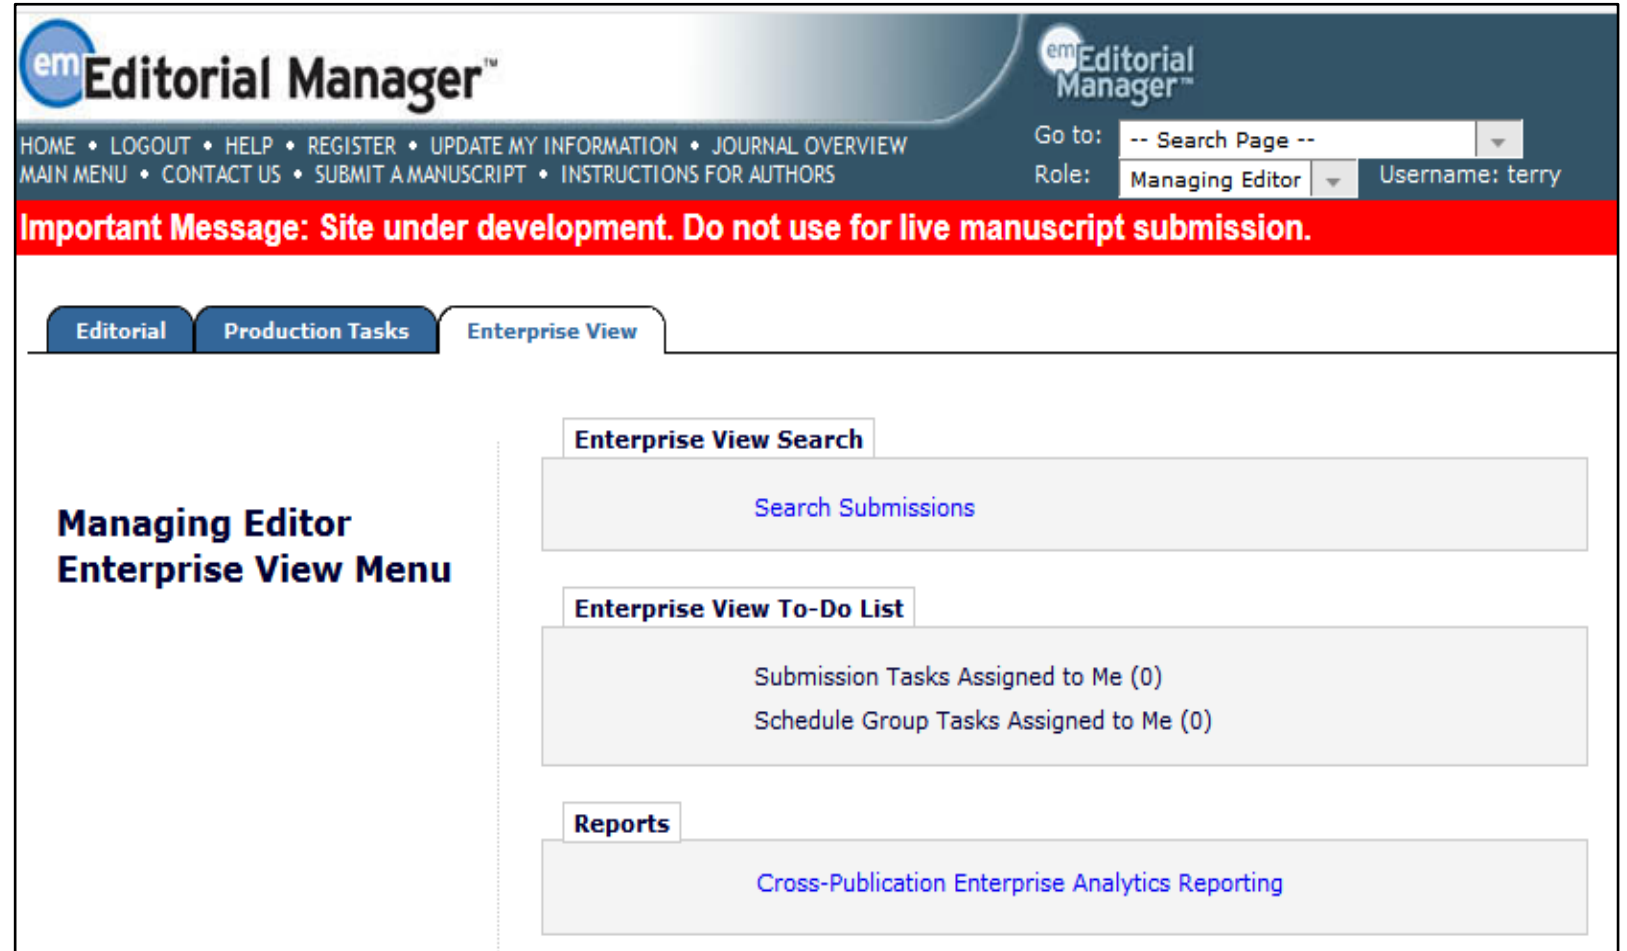 em Editorial Manager™
em Editorial
Manager™
HOME • LOGOUT • HELP • REGISTER • UPDATE MY INFORMATION • JOURNAL OVERVIEW
MAIN MENU • CONTACT US • SUBMIT A MANUSCRIPT • INSTRUCTIONS FOR AUTHORS
Go to: -- Search Page --
Role: Managing Editor Username: terry
Important Message: Site under development. Do not use for live manuscript submission.
Editorial Production Tasks Enterprise View
Managing Editor
Enterprise View Menu
Enterprise View Search
Search Submissions
Enterprise View To-Do List
Submission Tasks Assigned to Me (0)
Schedule Group Tasks Assigned to Me (0)
Reports
Cross-Publication Enterprise Analytics Reporting